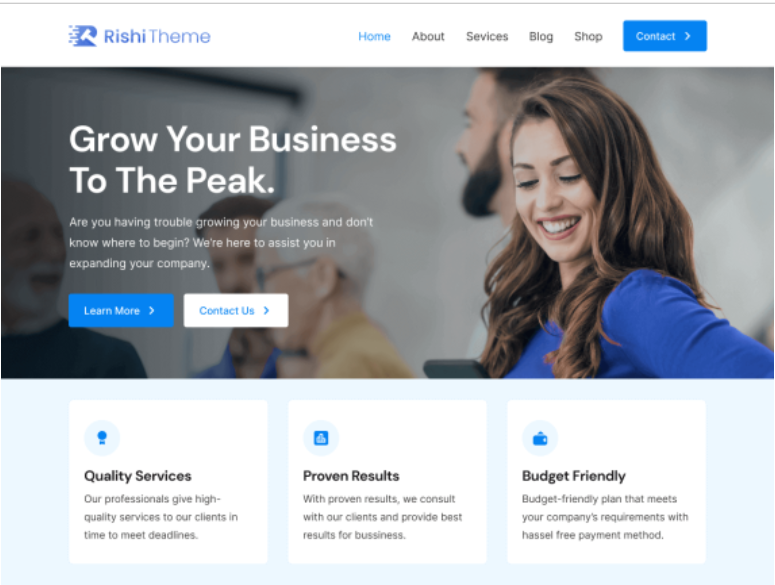 RishiTheme
Home About Sevices Blog Shop Contact
Grow Your Business
To The Peak.
Are you having trouble growing your business and don't
know where to begin? We're here to assist you in
expanding your company.
Learn More Contact Us
Quality Services
Our professionals give high-
quality services to our clients in
time to meet deadlines.
Proven Results
With proven results, we consult
with our clients and provide best
results for bussiness.
Budget Friendly
Budget-friendly plan that meets
your company's requirements with
hassel free payment method.